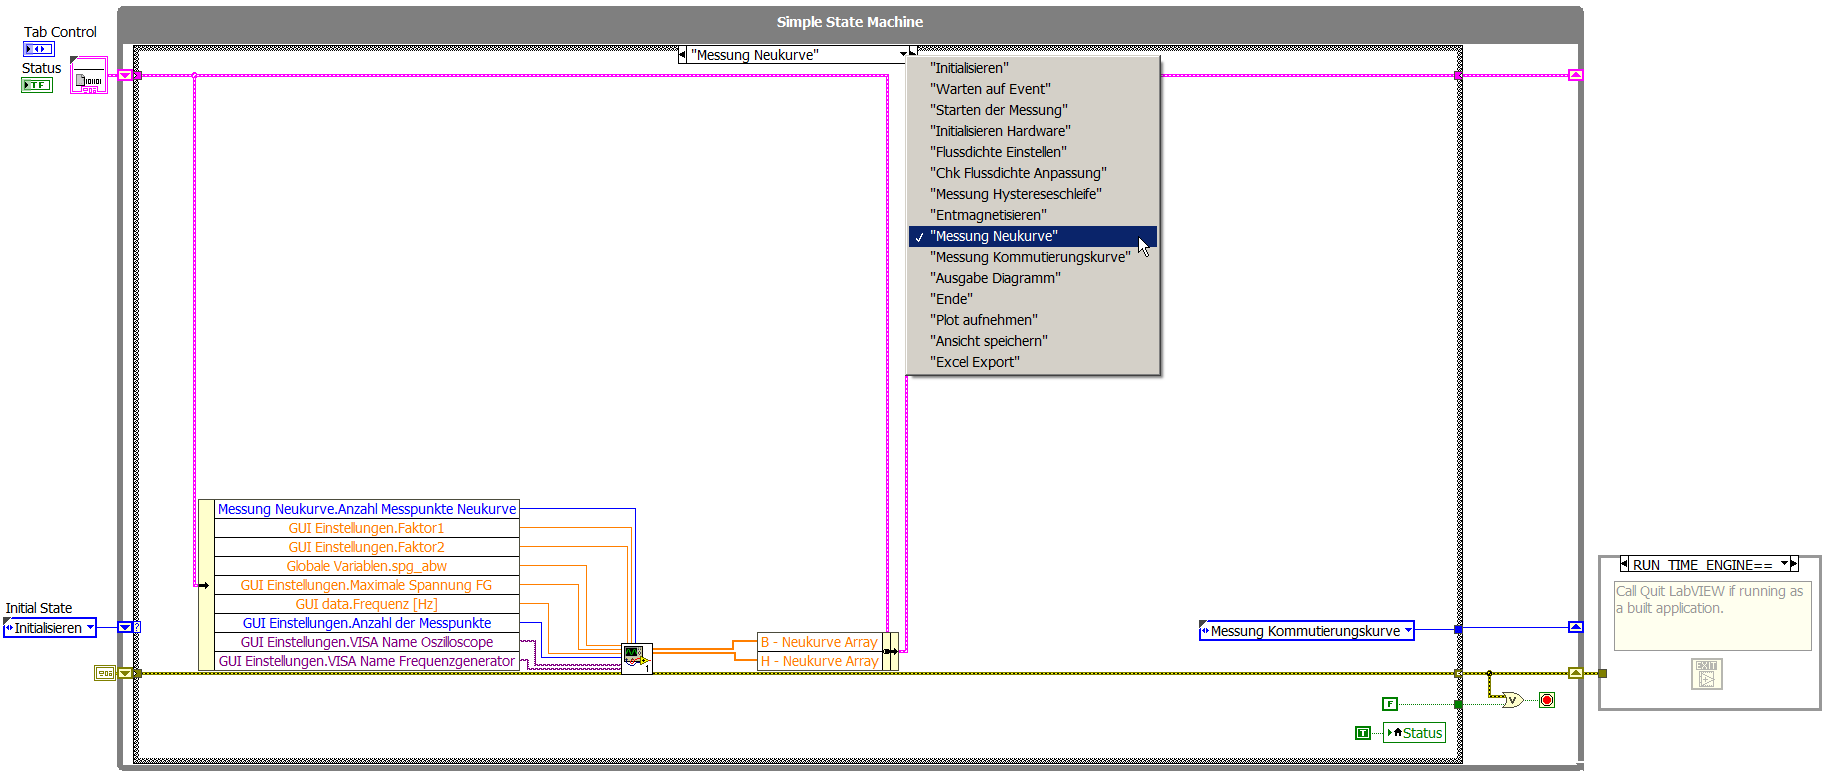 Simple State Machine
Tab Control
Status
TF
"Messung Neukurve"
"Initialisieren"
"Warten auf Event"
"Starten der Messung"
"Initialisieren Hardware"
"Flussdichte Einstellen"
"Chk Flussdichte Anpassung"
"Messung Hystereseschleife"
"Entmagnetisieren"
"Messung Neukurve"
"Messung Kommutierungskurve"
"Ausgabe Diagramm"
"Ende"
"Plot aufnehmen"
"Ansicht speichern"
"Excel Export"
Messung Neukurve.Anzahl Messpunkte Neukurve
GUI Einstellungen.Faktor1
GUI Einstellungen.Faktor2
Globale Variablen.spg_abw
GUI Einstellungen.Maximale Spannung FG
GUI data.Frequenz [Hz]
GUI Einstellungen.Anzahl der Messpunkte
GUI Einstellungen.VISA Name Oszilloscope
GUI Einstellungen.VISA Name Frequenzgenerator
1
B - Neukurve Array
H - Neukurve Array
Initial State
Initialisieren
?
Messung Kommutierungskurve
F
T
Status
RUN_TIME_ENGINE==
Call Quit LabVIEW if running as
a built application.
EXIT